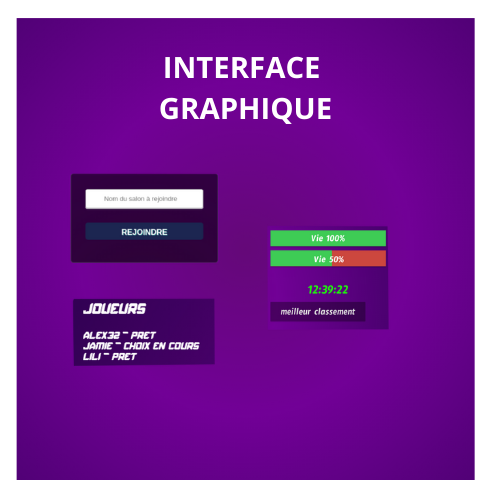 INTERFACE
GRAPHIQUE
Nom du salon à rejoindre
REJOINDRE
JOUEURS
ALEX32 - PRET
JAMIE - CHOIX EN COURS
LILI - PRET
Vie 100%
Vie 50%
12:39:22
meilleur classement